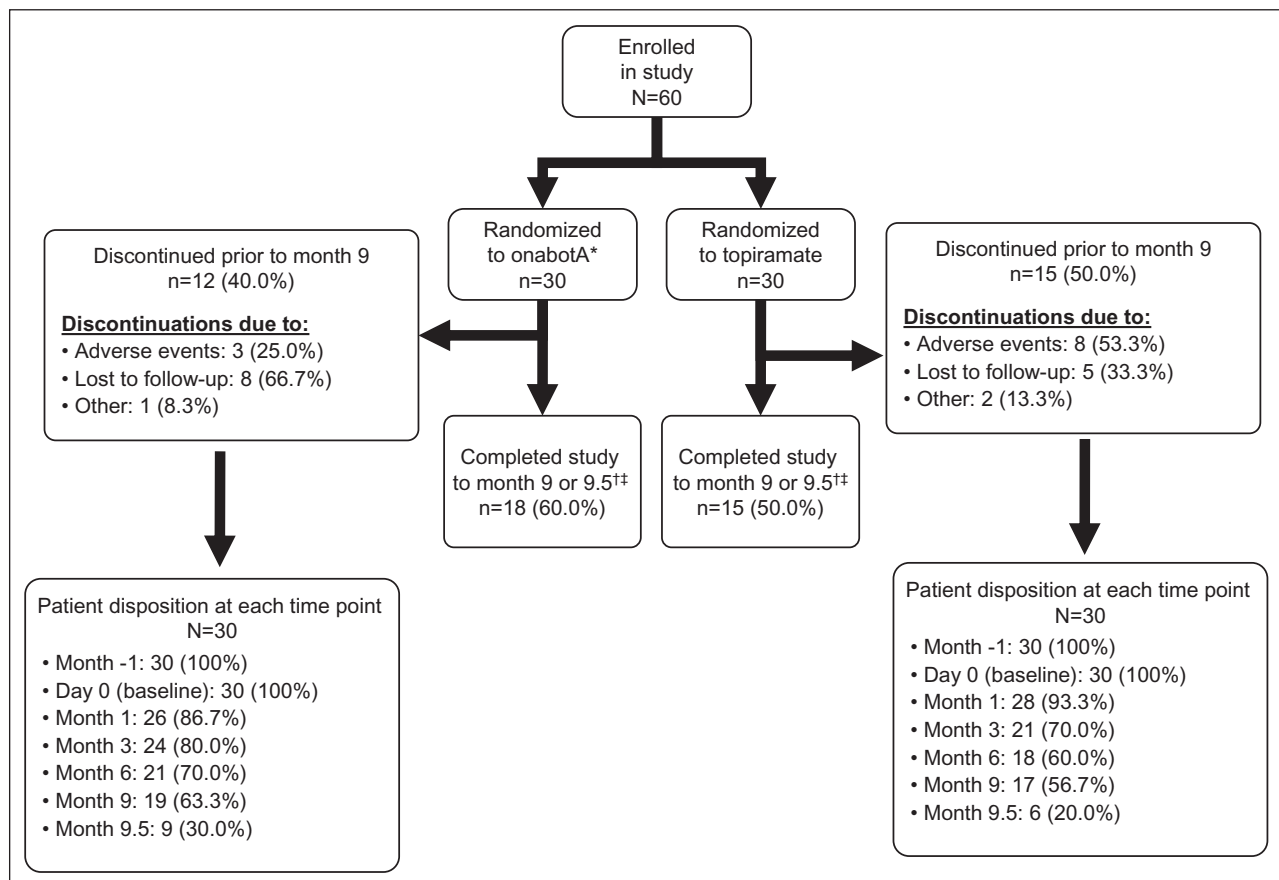 Enrolled
in study
N=60
Randomized
to onabotA*
n=30
Randomized
to topiramate
n=30
Discontinued prior to month 9
n=12 (40.0%)
Discontinuations due to:
• Adverse events: 3 (25.0%)
• Lost to follow-up: 8 (66.7%)
• Other: 1 (8.3%)
Discontinued prior to month 9
n=15 (50.0%)
Discontinuations due to:
• Adverse events: 8 (53.3%)
• Lost to follow-up: 5 (33.3%)
• Other: 2 (13.3%)
Completed study
to month 9 or 9.5†‡
n=18 (60.0%)
Completed study
to month 9 or 9.5†‡
n=15 (50.0%)
Patient disposition at each time point
N=30
• Month -1: 30 (100%)
• Day 0 (baseline): 30 (100%)
• Month 1: 26 (86.7%)
• Month 3: 24 (80.0%)
• Month 6: 21 (70.0%)
• Month 9: 19 (63.3%)
• Month 9.5: 9 (30.0%)
Patient disposition at each time point
N=30
• Month -1: 30 (100%)
• Day 0 (baseline): 30 (100%)
• Month 1: 28 (93.3%)
• Month 3: 21 (70.0%)
• Month 6: 18 (60.0%)
• Month 9: 17 (56.7%)
• Month 9.5: 6 (20.0%)